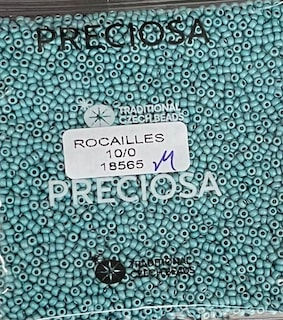 PRECIOSA
TRADITIONAL
CZECH BEADS
ROCAILLES
10/0
18565 M
PRECIOSA
TRADITIONAL
CZECH BEADS